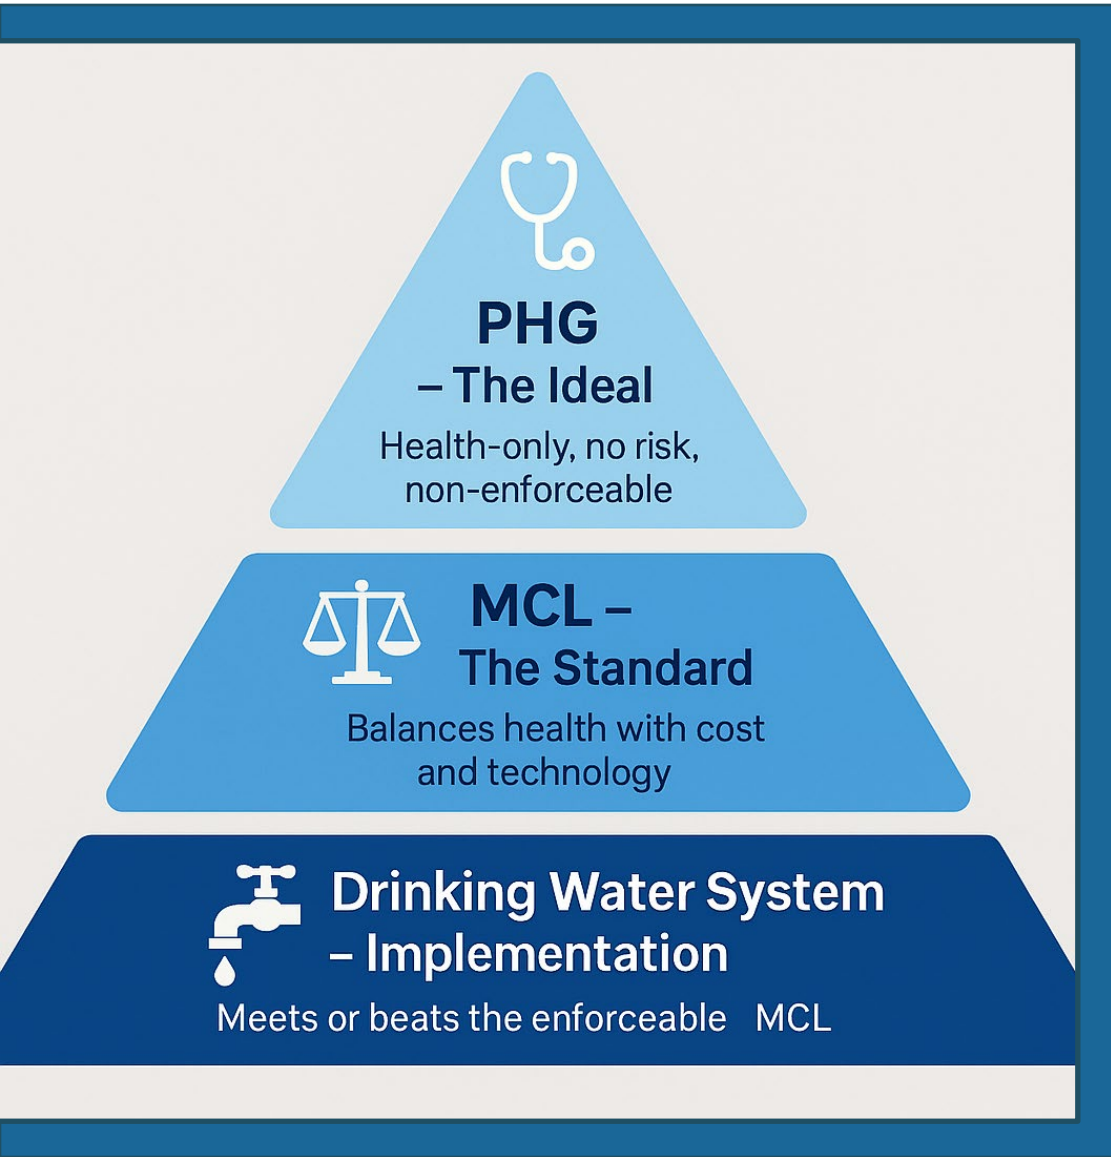 PHG
– The Ideal
Health-only, no risk,
non-enforceable
MCL –
The Standard
Balances health with cost
and technology
Drinking Water System
– Implementation
Meets or beats the enforceable MCL